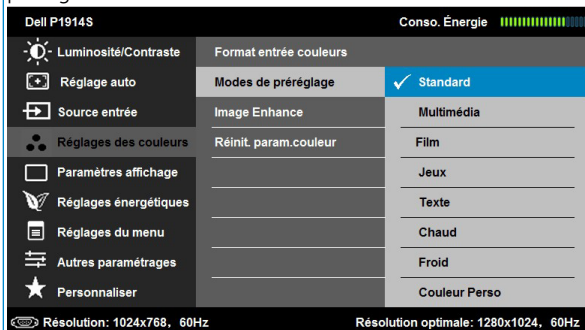 Dell P1914S Conso. Énergie
Luminosité/Contraste Format entrée couleurs
Réglage auto Modes de préréglage Standard
Source entrée Image Enhance Multimédia
Réglages des couleurs Réinit. param.couleur Film
Paramètres affichage Jeux
Réglages énergétiques Texte
Réglages du menu Chaud
Autres paramétrages Froid
Personnaliser Couleur Perso
Résolution: 1024x768, 60Hz Résolution optimale: 1280x1024, 60Hz